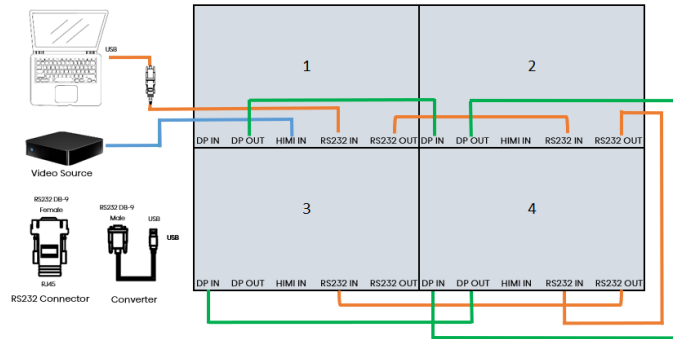 USB
1
2
DP IN DP OUT HIMI IN RS232 IN RS232 OUT DP IN DP OUT HIMI IN RS232 IN RS232 OUT
Video Source
3
4
RS232 DB-9
Female
RS232 DB-9
Male
USB
USB
RJ45
RS232 Connector
Converter
DP IN DP OUT HIMI IN RS232 IN RS232 OUT DP IN DP OUT HIMI IN RS232 IN RS232 OUT